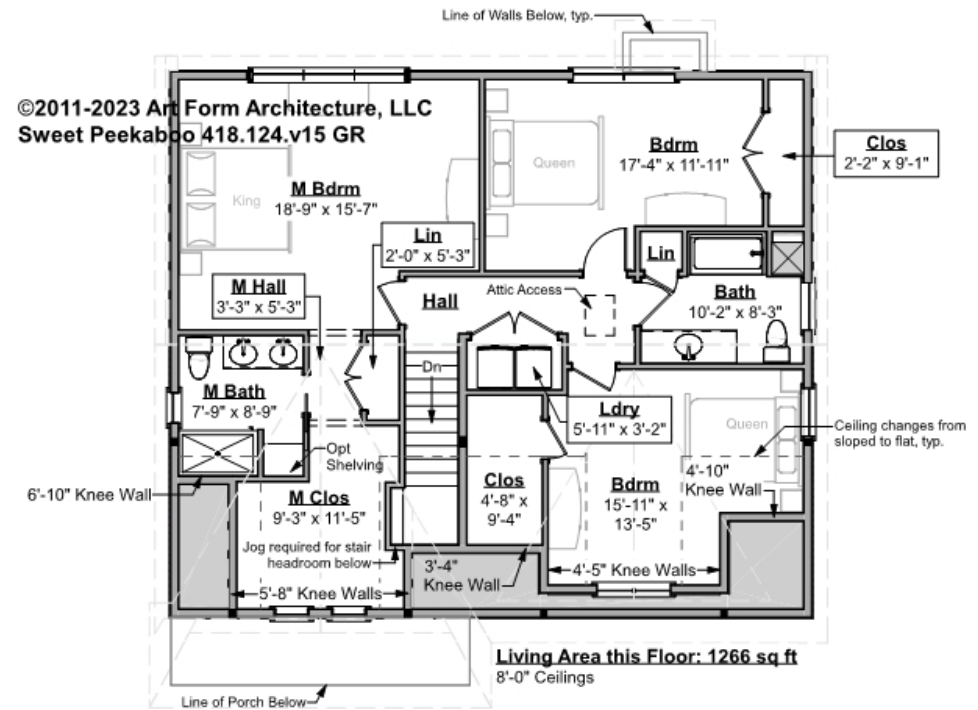 Line of Walls Below, typ.
©2011-2023 Art Form Architecture, LLC
Sweet Peekaboo 418.124.v15 GR
King
M Bdrm
18'-9" x 15'-7"
Queen
Bdrm
17'-4" x 11'-11"
Clos
2'-2" x 9'-1"
Lin
2'-0" x 5'-3"
M Hall
3'-3" x 5'-3"
Hall
Attic Access
Lin
Bath
10'-2" x 8'-3"
Dn
M Bath
7'-9" x 8'-9"
Ldry
5'-11" x 3'-2"
Queen
Ceiling changes from
sloped to flat, typ.
Opt
Shelving
6'-10" Knee Wall
M Clos
9'-3" x 11'-5"
Clos
4'-8" x
9'-4"
Bdrm
15'-11" x
13'-5"
4'-10"
Knee Wall
Jog required for stair
headroom below
3'-4"
Knee Wall
4'-5" Knee Walls
5'-8" Knee Walls
Living Area this Floor: 1266 sq ft
8'-0" Ceilings
Line of Porch Below